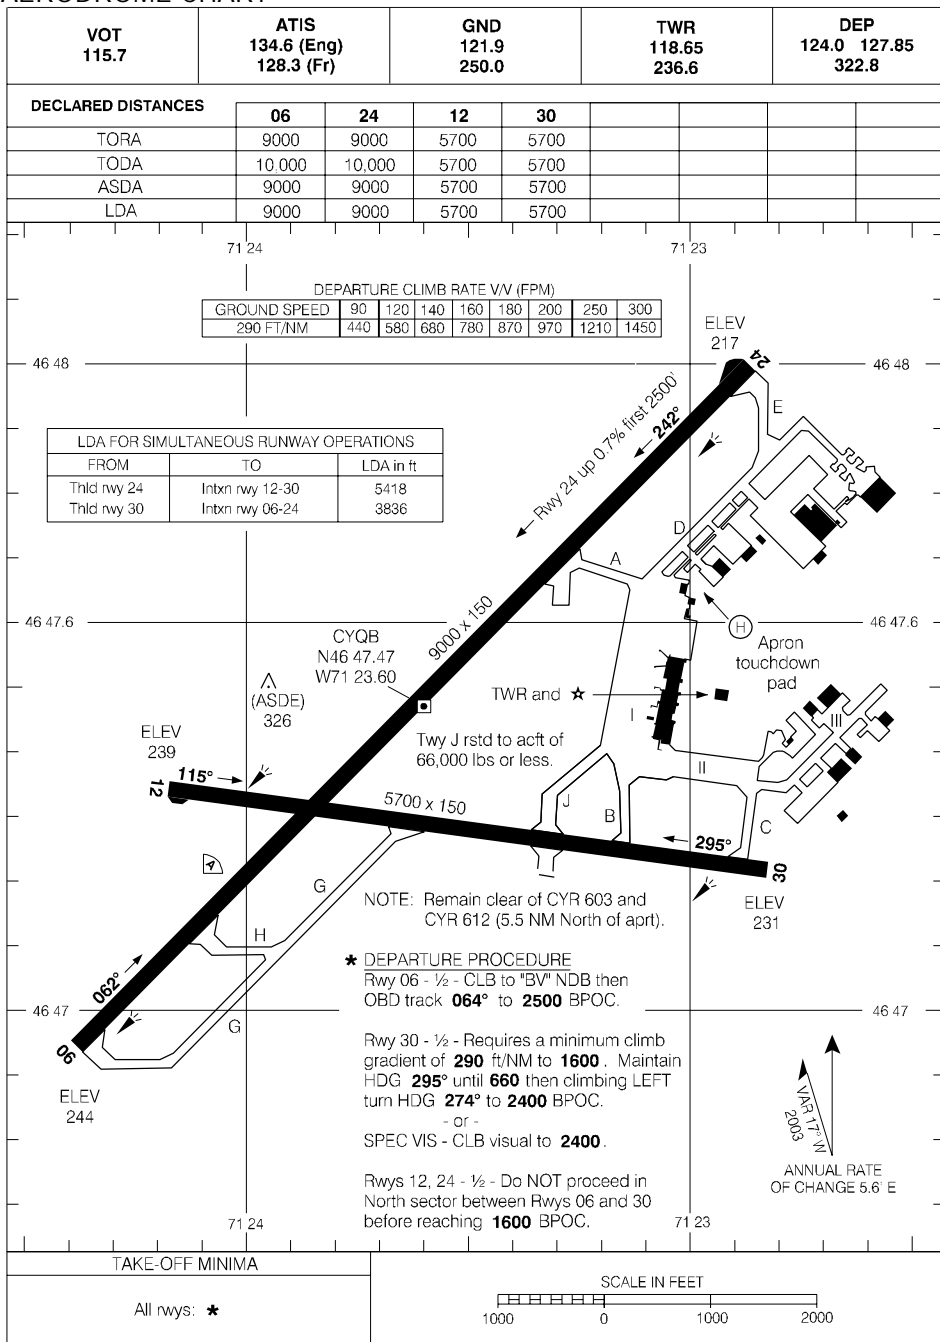 AERODROME CHART
VOT
115.7
ATIS
134.6 (Eng)
128.3 (Fr)
GND
121.9
250.0
TWR
118.65
236.6
DEP
124.0 127.85
322.8
DECLARED DISTANCES
06 24 12 30
TORA 9000 9000 5700 5700
TODA 10,000 10,000 5700 5700
ASDA 9000 9000 5700 5700
LDA 9000 9000 5700 5700
71 24 71 23
DEPARTURE CLIMB RATE V/V (FPM)
GROUND SPEED 90 120 140 160 180 200 250 300
290 FT/NM 440 580 680 780 870 970 1210 1450
ELEV
217
46 48 46 48
24
E
242°
Rwy 24 up 0.7% first 2500'
LDA FOR SIMULTANEOUS RUNWAY OPERATIONS
FROM TO LDA in ft
Thld rwy 24 Intxn rwy 12-30 5418
Thld rwy 30 Intxn rwy 06-24 3836
D
A
46 47.6 46 47.6
9000 x 150
H
Apron
touchdown
pad
CYQB
N46 47.47
W71 23.60
(ASDE)
326
TWR and
I
III
II
ELEV
239
Twy J rstd to acft of
66,000 lbs or less.
12
115°
5700 x 150
J
B
C
295°
30
ELEV
231
A
G
H
G
NOTE: Remain clear of CYR 603 and
CYR 612 (5.5 NM North of aprt).
* DEPARTURE PROCEDURE
Rwy 06 - ½ - CLB to "BV" NDB then
OBD track 064° to 2500 BPOC.
062°
46 47 46 47
06
ELEV
244
Rwy 30 - ½ - Requires a minimum climb
gradient of 290 ft/NM to 1600 . Maintain
HDG 295° until 660 then climbing LEFT
turn HDG 274° to 2400 BPOC.
- or -
SPEC VIS - CLB visual to 2400 .
Rwys 12, 24 - ½ - Do NOT proceed in
North sector between Rwys 06 and 30
before reaching 1600 BPOC.
VAR 17° W
2003
ANNUAL RATE
OF CHANGE 5.6' E
71 24 71 23
TAKE-OFF MINIMA
All rwys: *
SCALE IN FEET
1000 0 1000 2000